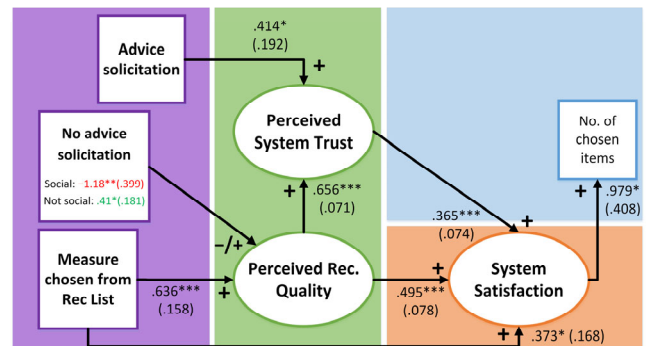 Advice
solicitation
.414*
(.192)
+
Perceived
System Trust
No advice
solicitation
Social: -1.18**(.399)
Not social: .41*(.181)
No. of
chosen
items
+
.979*
(.408)
+
.656***
(.071)
.365***
(.074)
+
−/+
Measure
chosen from
Rec List
.636***
(.158)
+
Perceived Rec.
Quality
+
.495***
(.078)
System
Satisfaction
+
.373* (.168)